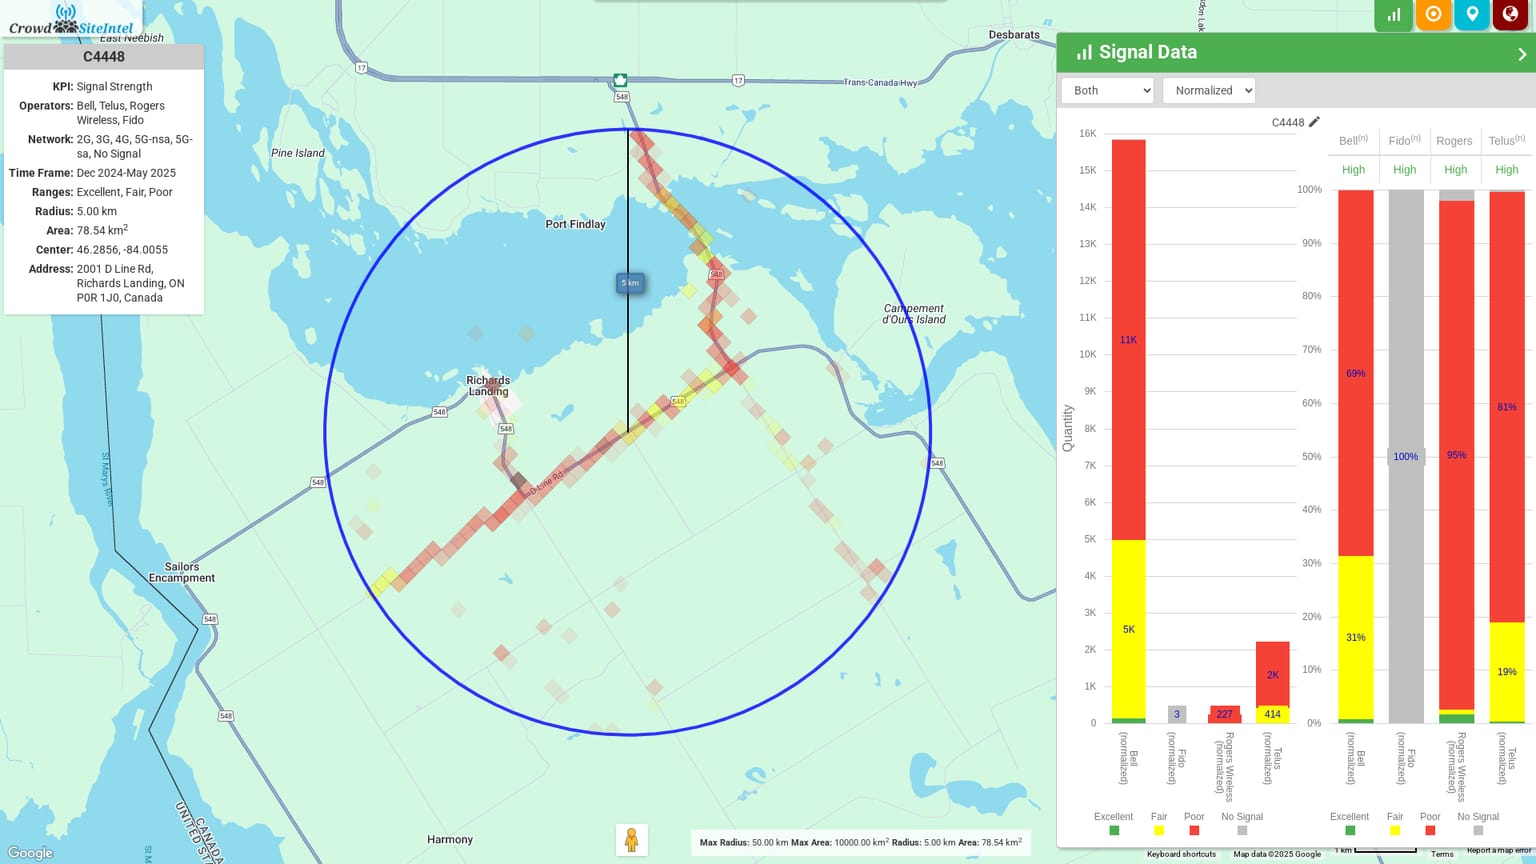 Crowd SiteIntel
East Neebish
C4448
KPI: Signal Strength
Operators: Bell, Telus, Rogers
Wireless, Fido
Network: 2G, 3G, 4G, 5G-nsa, 5G-
sa, No Signal
Time Frame: Dec 2024-May 2025
Ranges: Excellent, Fair, Poor
Radius: 5.00 km
Area: 78.54 km2
Center: 46.2856, -84.0055
Address: 2001 D Line Rd,
Richards Landing, ON
P0R 1J0, Canada
17
548
17
Trans-Canada Hwy
Desbarats
Pine Island
Port Findlay
5 km
548
Campement
d'Ours Island
Richards
Landing
548
548
548
548
548
D Line Rd
St Marys River
Sailors
Encampment
548
548
CANADA
UNITED STA
Harmony
St M
Google
Max Radius: 50.00 km Max Area: 10000.00 km2 Radius: 5.00 km Area: 78.54 km2
Signal Data
Both
Normalized
C4448
16K
15K
14K
13K
12K
11K
10K
9K
8K
7K
6K
5K
4K
3K
2K
1K
0
Quantity
11K
5K
3
227
2K
414
Bell
(normalized)
Fido
(normalized)
Rogers Wireless
(normalized)
Telus
(normalized)
Excellent
Fair
Poor
No Signal
Bell(n)
Fido(n)
Rogers
Telus(n)
High
High
High
High
100%
90%
80%
70%
60%
50%
40%
30%
20%
10%
0%
69%
31%
100%
95%
81%
19%
Bell
(normalized)
Fido
(normalized)
Rogers Wireless
(normalized)
Telus
(normalized)
Excellent
Fair
Poor
No Signal
Keyboard shortcuts
Map data ©2025 Google
1 km
Terms
Report a map error